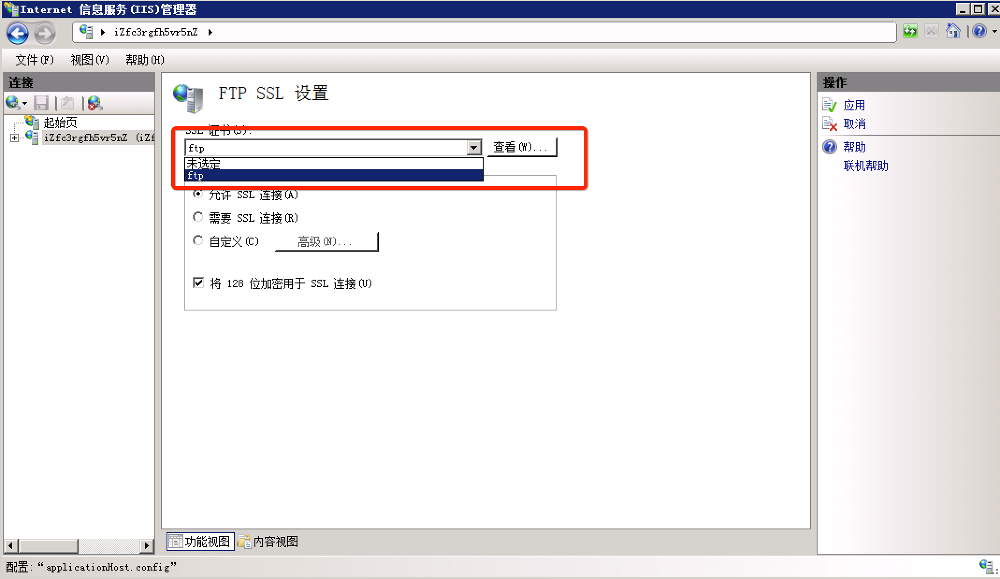 Internet 信息服务(IIS)管理器
iZfc3rgfh5vr5nZ
文件(F) 视图(V) 帮助(H)
连接
起始页
iZfc3rgfh5vr5nZ (iZf
FTP SSL 设置
SSL 证书(S):
ftp
查看(W)...
未选定
ftp
允许 SSL 连接(A)
需要 SSL 连接(R)
自定义(C)
高级(N)...
将 128 位加密用于 SSL 连接(U)
功能视图
内容视图
操作
应用
取消
帮助
联机帮助
配置:“applicationHost.config”